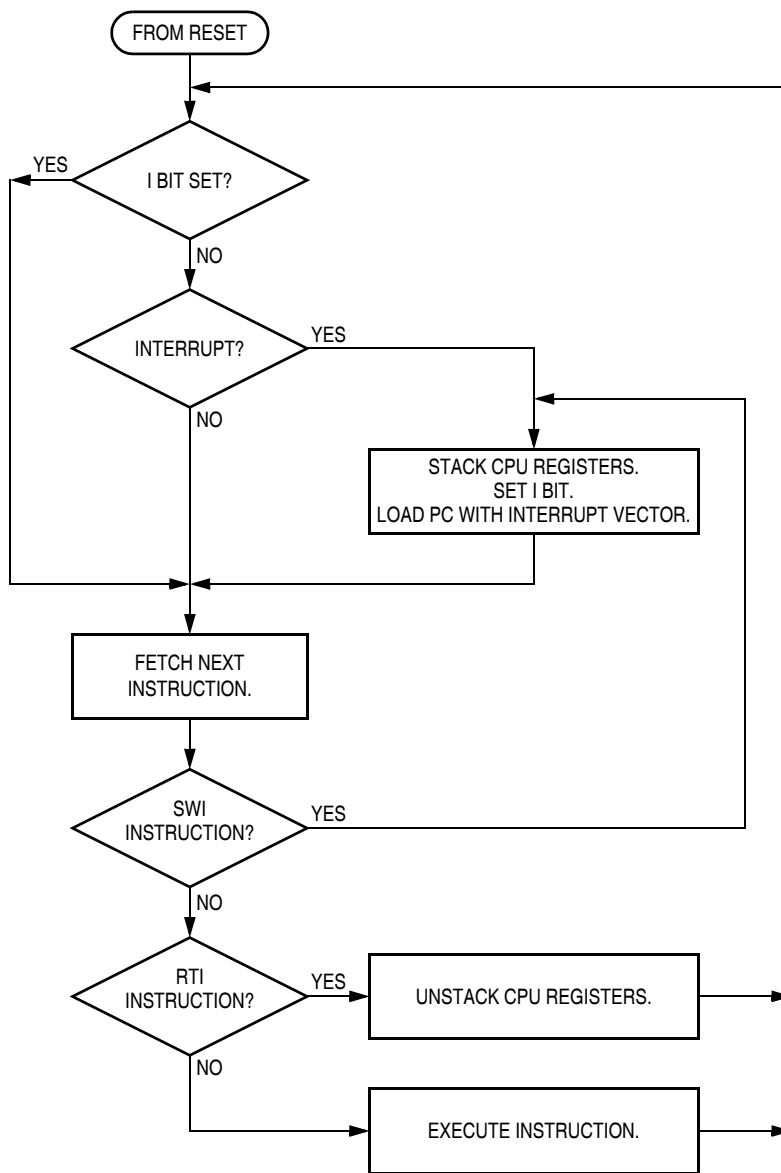 FROM RESET
YES
I BIT SET?
NO
INTERRUPT?
YES
NO
STACK CPU REGISTERS.
SET I BIT.
LOAD PC WITH INTERRUPT VECTOR.
FETCH NEXT
INSTRUCTION.
SWI
INSTRUCTION?
YES
NO
RTI
INSTRUCTION?
YES
UNSTACK CPU REGISTERS.
NO
EXECUTE INSTRUCTION.